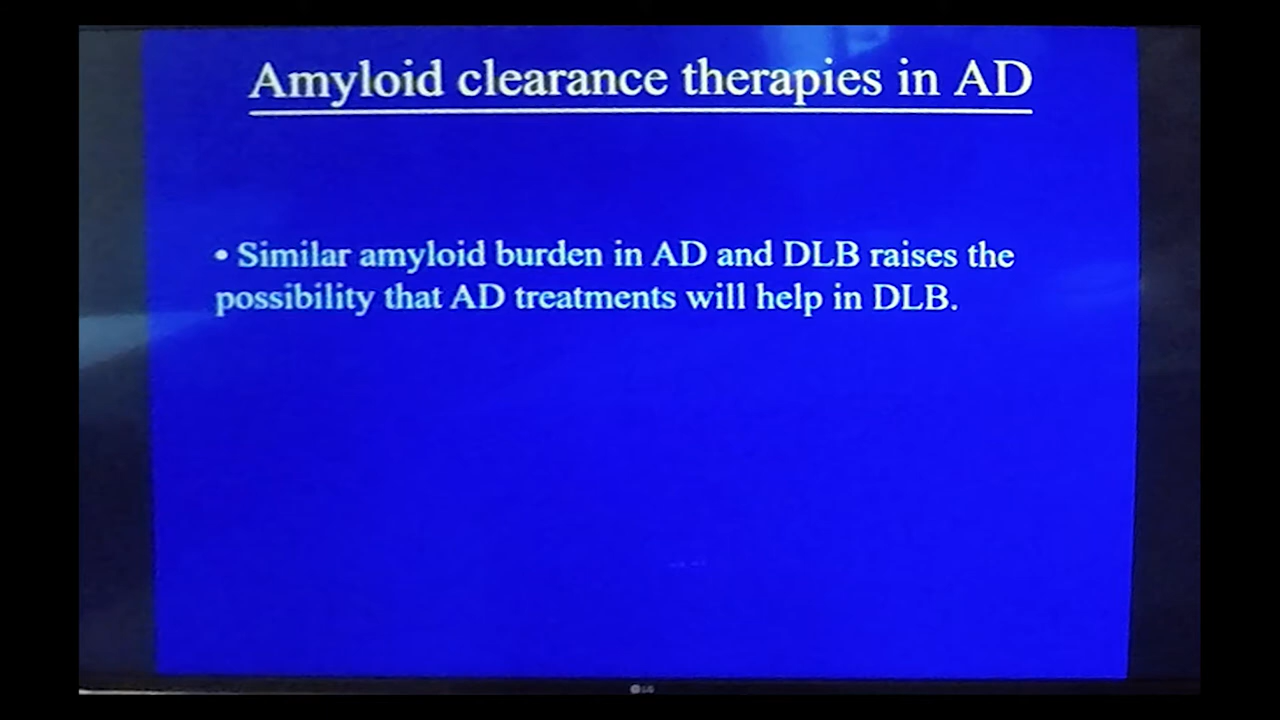 Amyloid clearance therapies in AD
• Similar amyloid burden in AD and DLB raises the
possibility that AD treatments will help in DLB.
LG